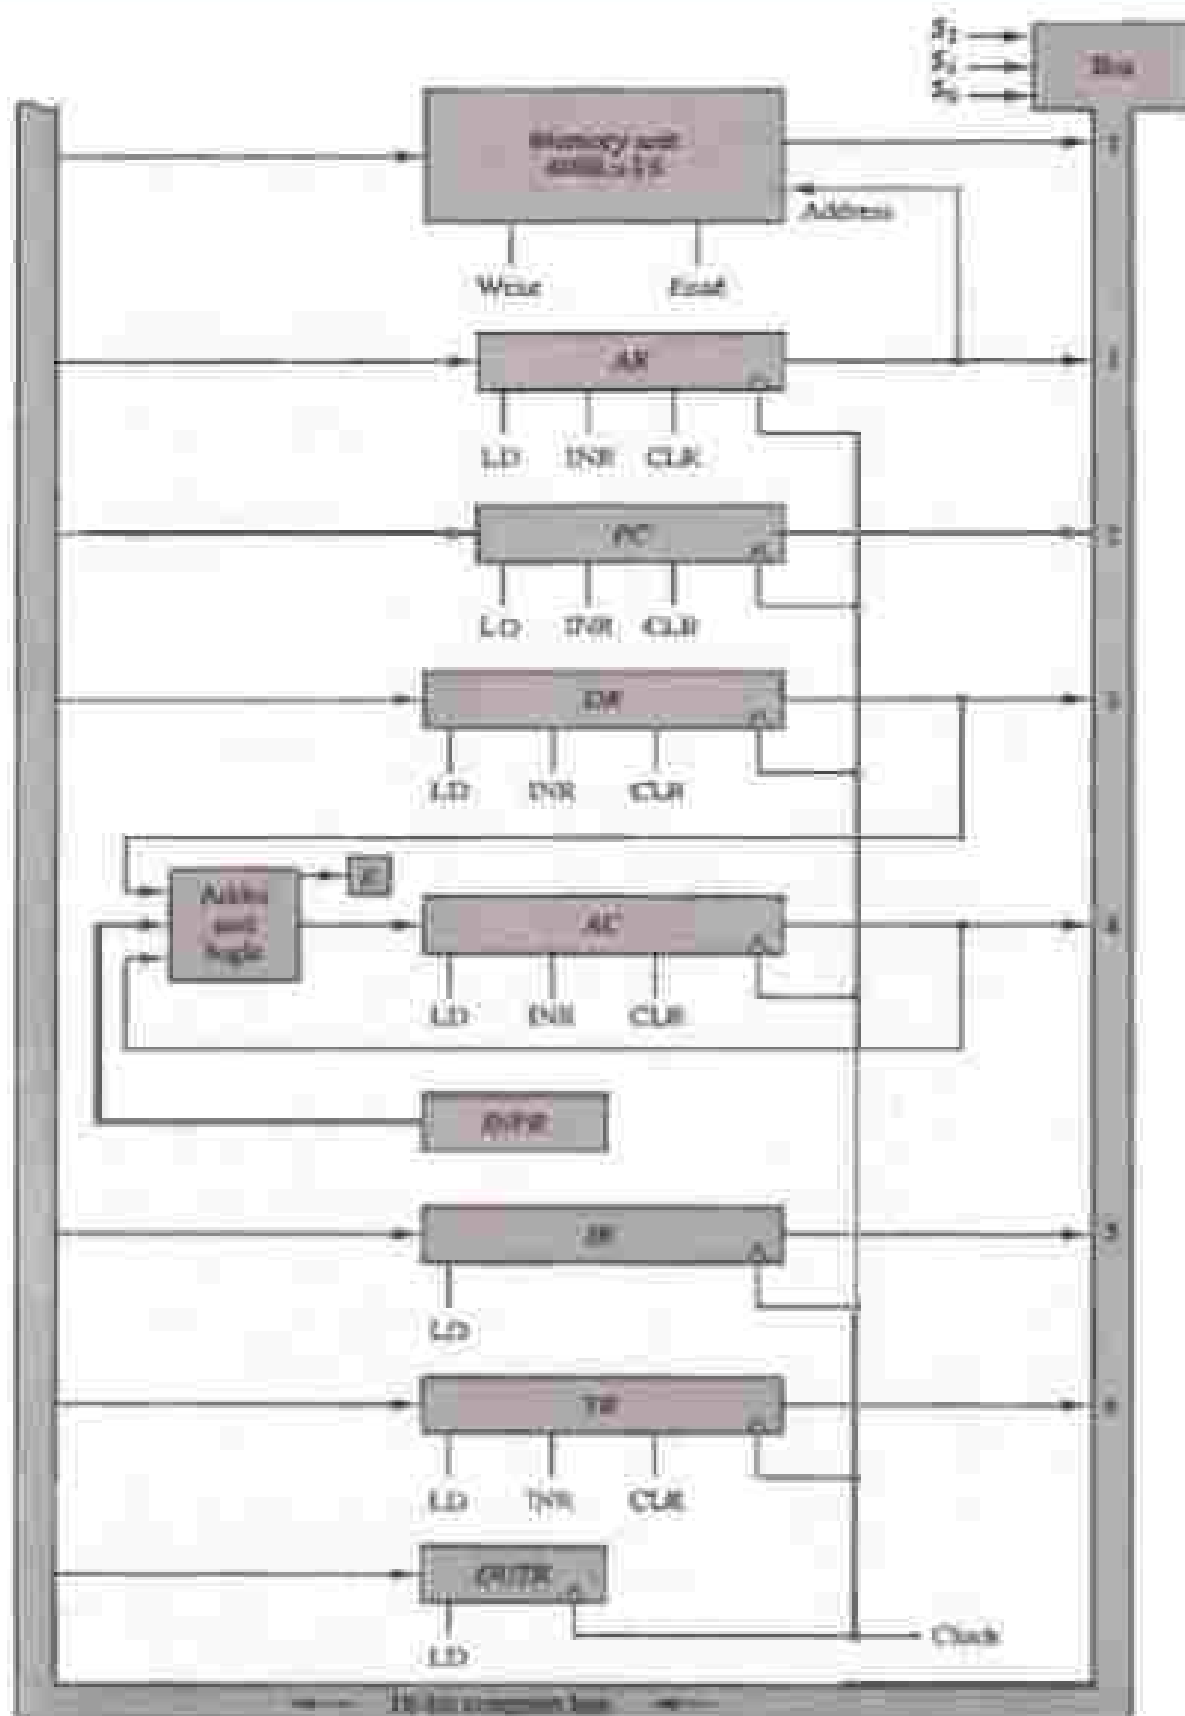 S₂
S₁
S₀
Bus
Memory unit
4096 x 16
7
Address
Write
Read
AR
1
LD INR CLR
PC
2
LD INR CLR
DR
3
LD INR CLR
Adder
and
logic
E
AC
4
LD INR CLR
INPR
IR
5
LD
TR
6
LD INR CLR
OUTR
LD
Clock
16-bit common bus